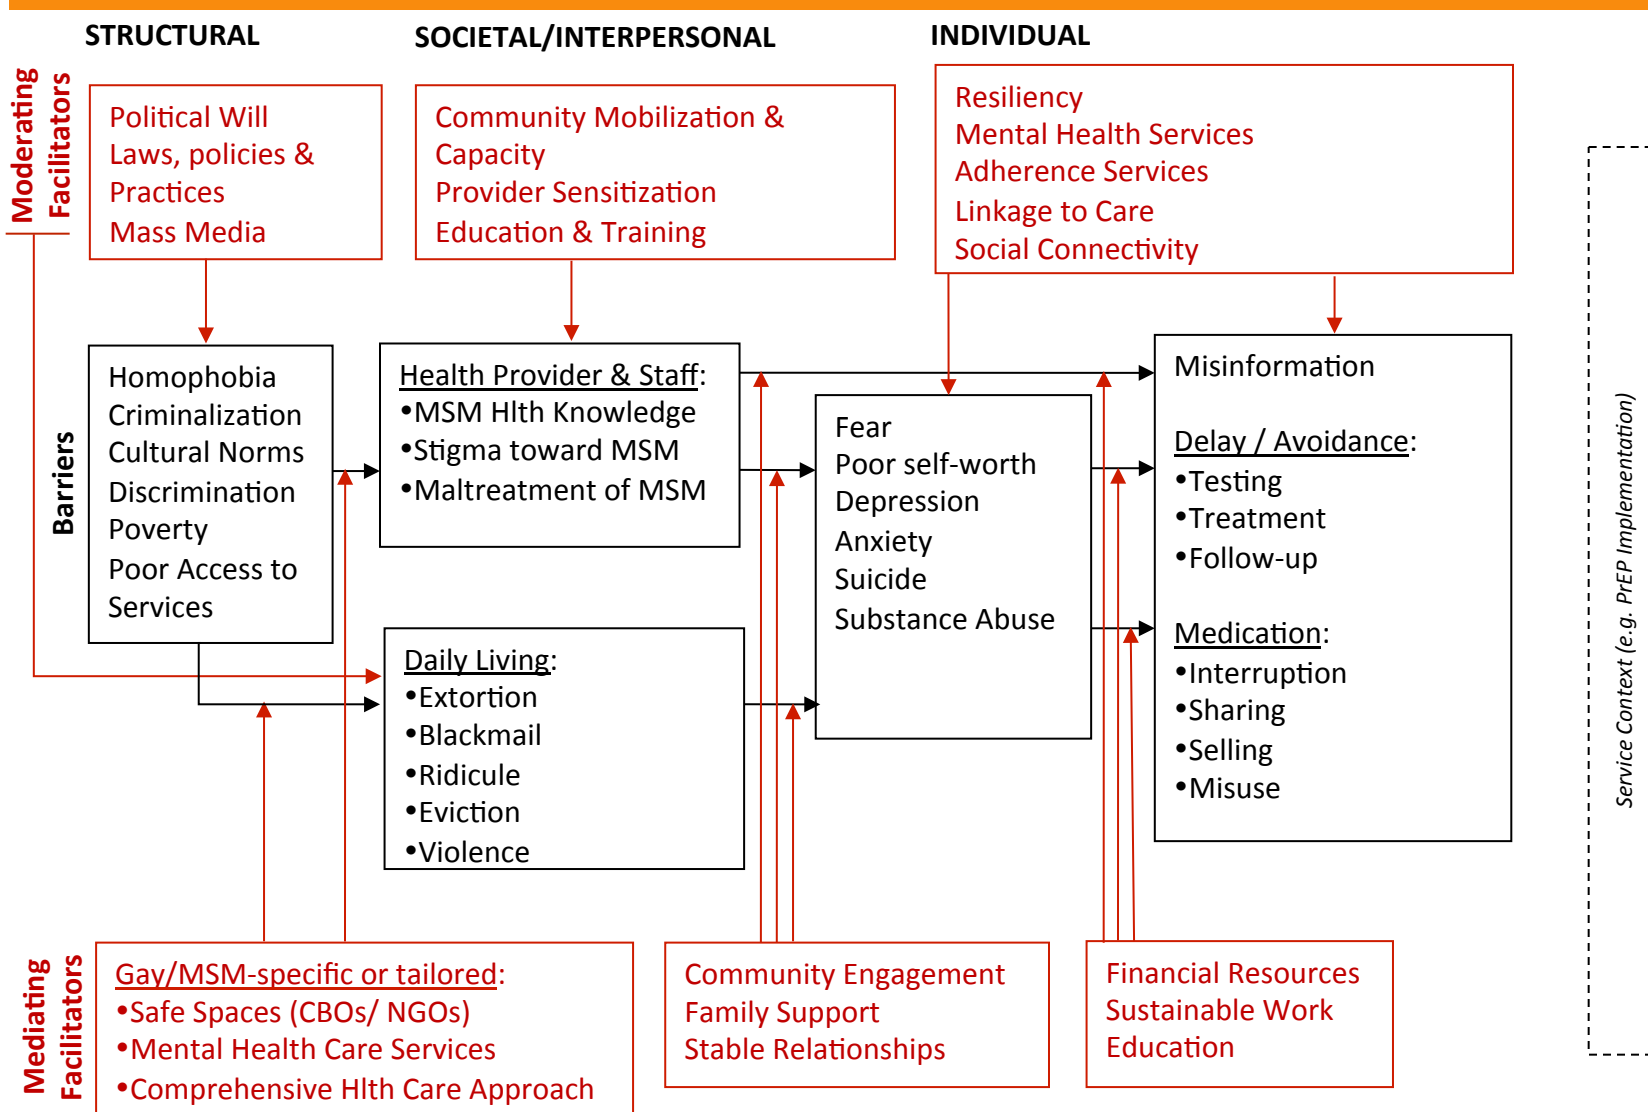 STRUCTURAL
SOCIETAL/INTERPERSONAL
INDIVIDUAL
Moderating
Facilitators
Political Will
Laws, policies &
Practices
Mass Media
Community Mobilization &
Capacity
Provider Sensitization
Education & Training
Resiliency
Mental Health Services
Adherence Services
Linkage to Care
Social Connectivity
Barriers
Homophobia
Criminalization
Cultural Norms
Discrimination
Poverty
Poor Access to
Services
Health Provider & Staff:
•MSM Hlth Knowledge
•Stigma toward MSM
•Maltreatment of MSM
Daily Living:
•Extortion
•Blackmail
•Ridicule
•Eviction
•Violence
Fear
Poor self-worth
Depression
Anxiety
Suicide
Substance Abuse
Misinformation
Delay / Avoidance:
•Testing
•Treatment
•Follow-up
Medication:
•Interruption
•Sharing
•Selling
•Misuse
Service Context (e.g. PrEP Implementation)
Mediating
Facilitators
Gay/MSM-specific or tailored:
•Safe Spaces (CBOs/ NGOs)
•Mental Health Care Services
•Comprehensive Hlth Care Approach
Community Engagement
Family Support
Stable Relationships
Financial Resources
Sustainable Work
Education